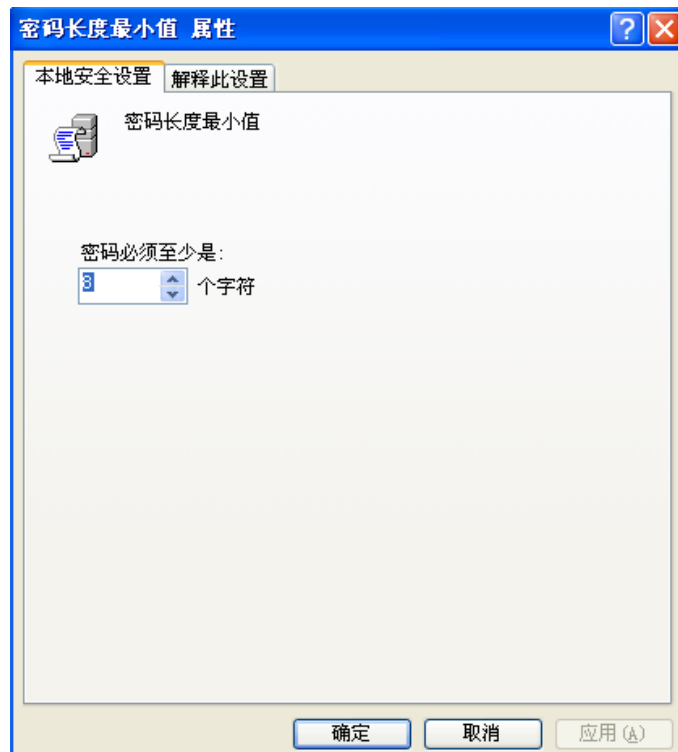 密码长度最小值 属性
本地安全设置 解释此设置
密码长度最小值
密码必须至少是:
8 个字符
确定 取消 应用(A)